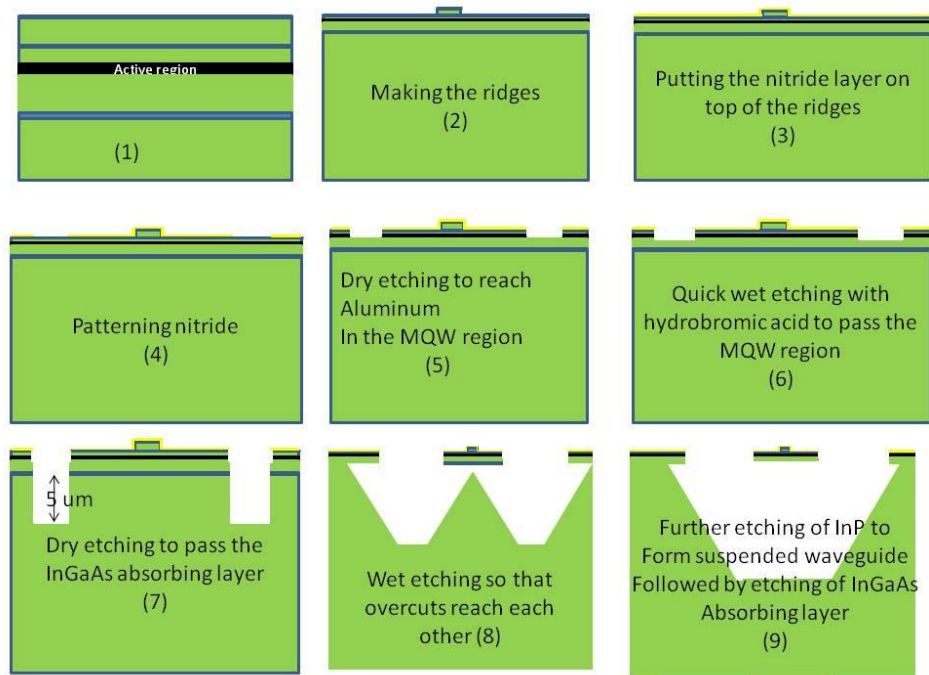 Active region
(1)
Making the ridges
(2)
Putting the nitride layer on
top of the ridges
(3)
Patterning nitride
(4)
Dry etching to reach
Aluminum
In the MQW region
(5)
Quick wet etching with
hydrobromic acid to pass the
MQW region
(6)
5 um
Dry etching to pass the
InGaAs absorbing layer
(7)
Wet etching so that
overcuts reach each
other (8)
Further etching of InP to
Form suspended waveguide
Followed by etching of InGaAs
Absorbing layer
(9)